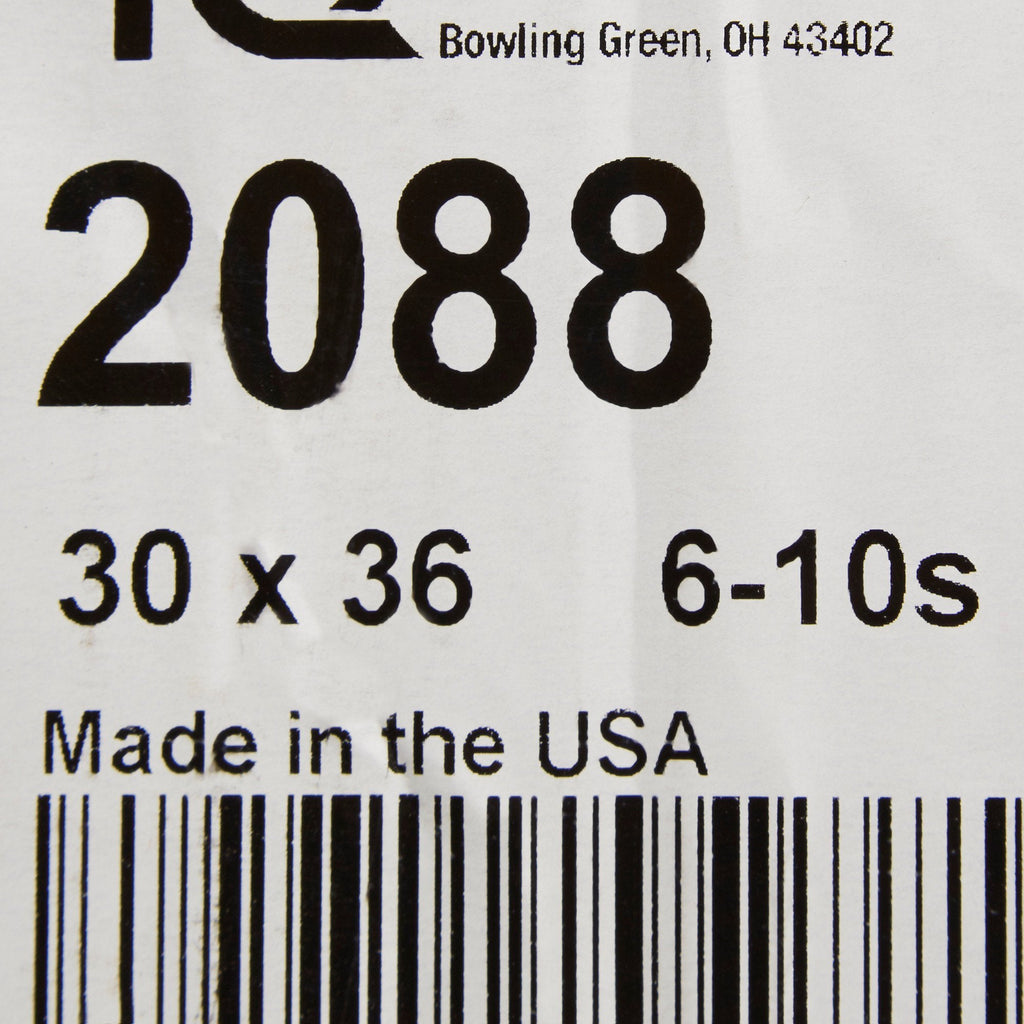 Bowling Green, OH 43402
2088
30 x 36 6-10s
Made in the USA